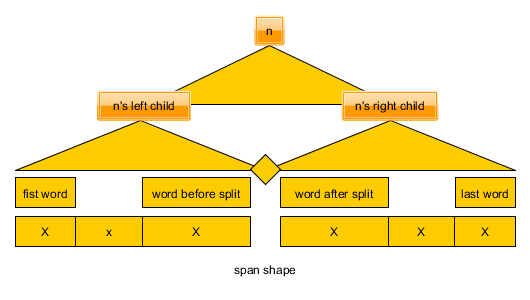 n
n's left child n's right child
fist word word before split word after split last word
X x X X X X
span shape